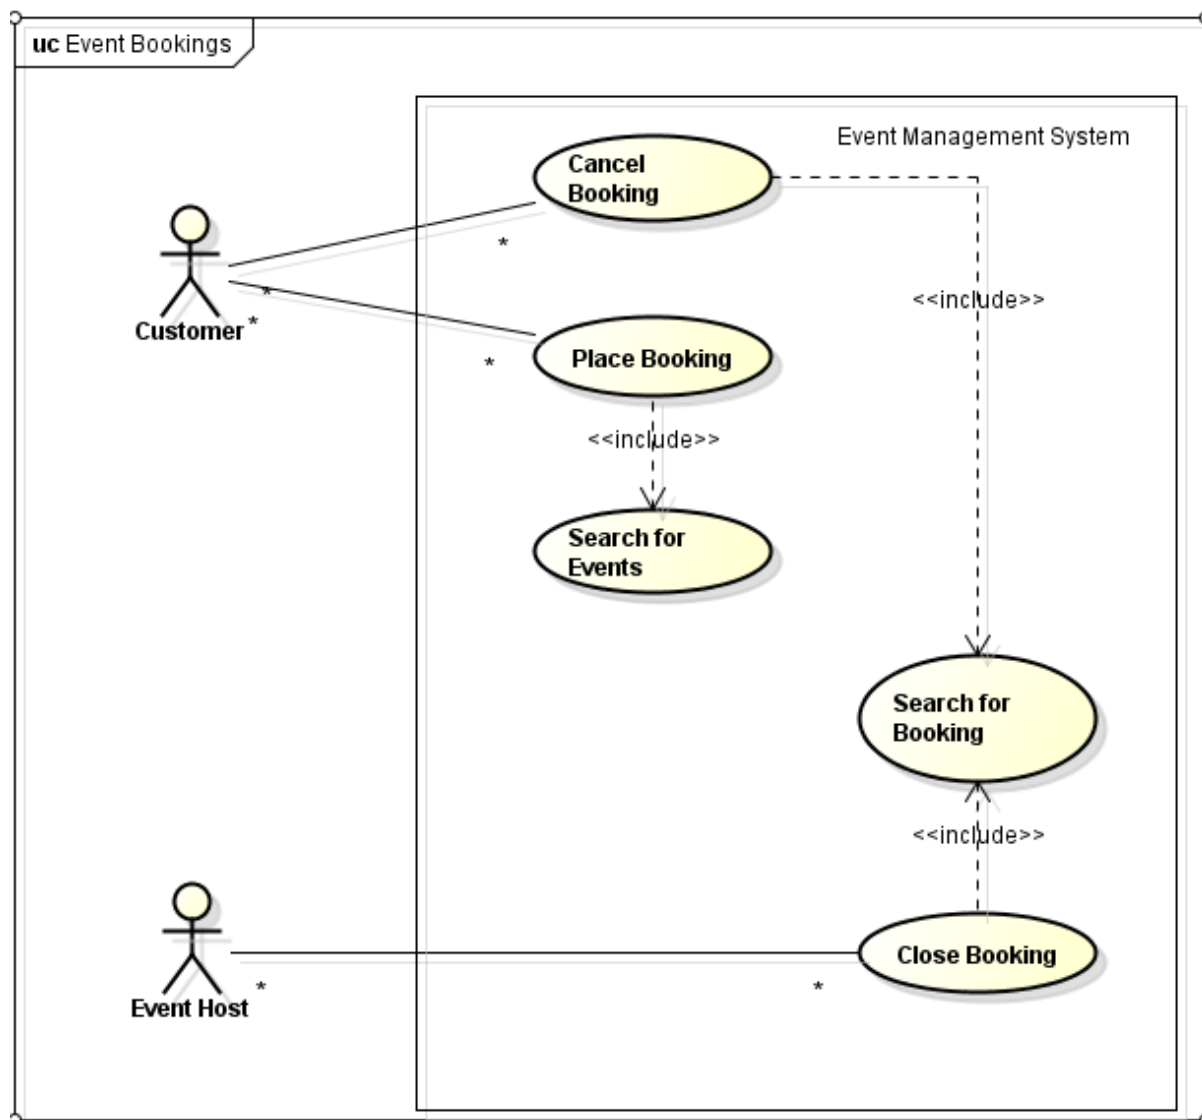 uc Event Bookings
Event Management System
Cancel
Booking
*
<<include>>
*
Customer
*
Place Booking
*
<<include>>
Search for
Events
Search for
Booking
<<include>>
Close Booking
*
*
Event Host